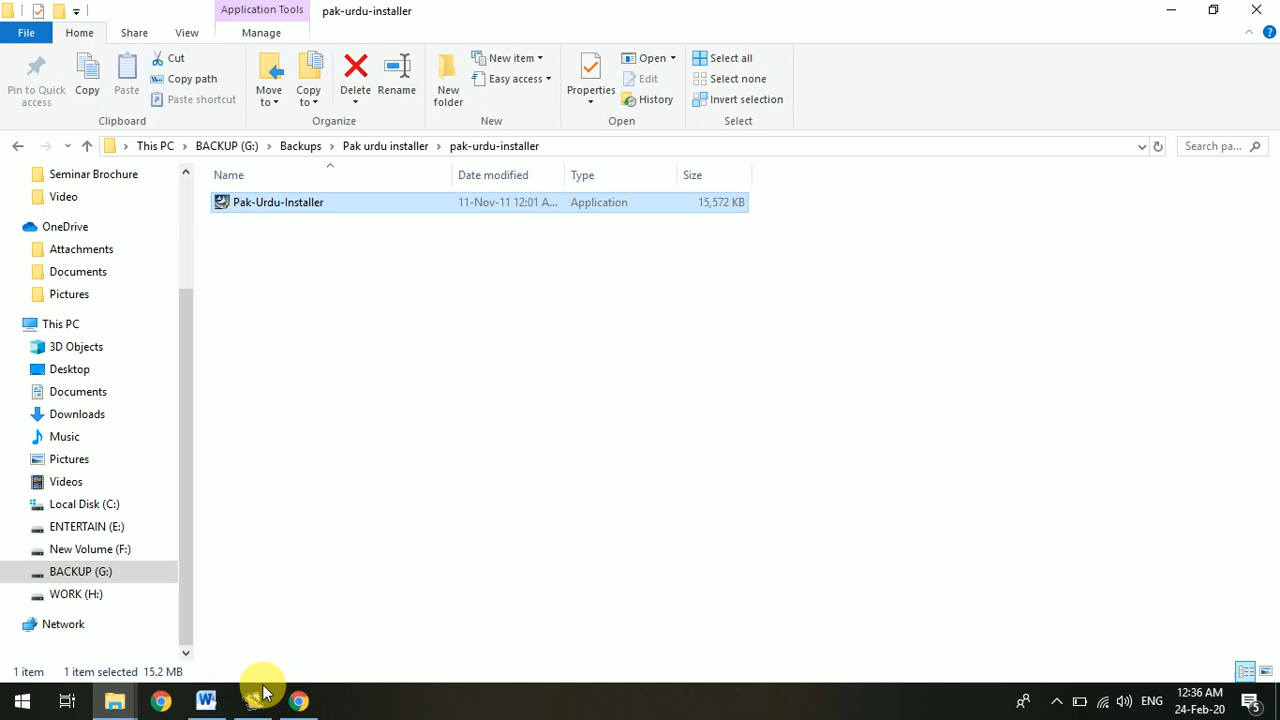 Application Tools pak-urdu-installer
File Home Share View Manage
Pin to Quick access
Copy
Paste
Cut
Copy path
Paste shortcut
Clipboard
Move to
Copy to
Delete
Rename
Organize
New folder
New item
Easy access
New
Properties
Open
Edit
History
Open
Select all
Select none
Invert selection
Select
This PC > BACKUP (G:) > Backups > Pak urdu installer > pak-urdu-installer
Search pa...
Name Date modified Type Size
Pak-Urdu-Installer 11-Nov-11 12:01 A... Application 15,572 KB
Seminar Brochure
Video
OneDrive
Attachments
Documents
Pictures
This PC
3D Objects
Desktop
Documents
Downloads
Music
Pictures
Videos
Local Disk (C:)
ENTERTAIN (E:)
New Volume (F:)
BACKUP (G:)
WORK (H:)
Network
1 item 1 item selected 15.2 MB
ENG
12:36 AM
24-Feb-20
5